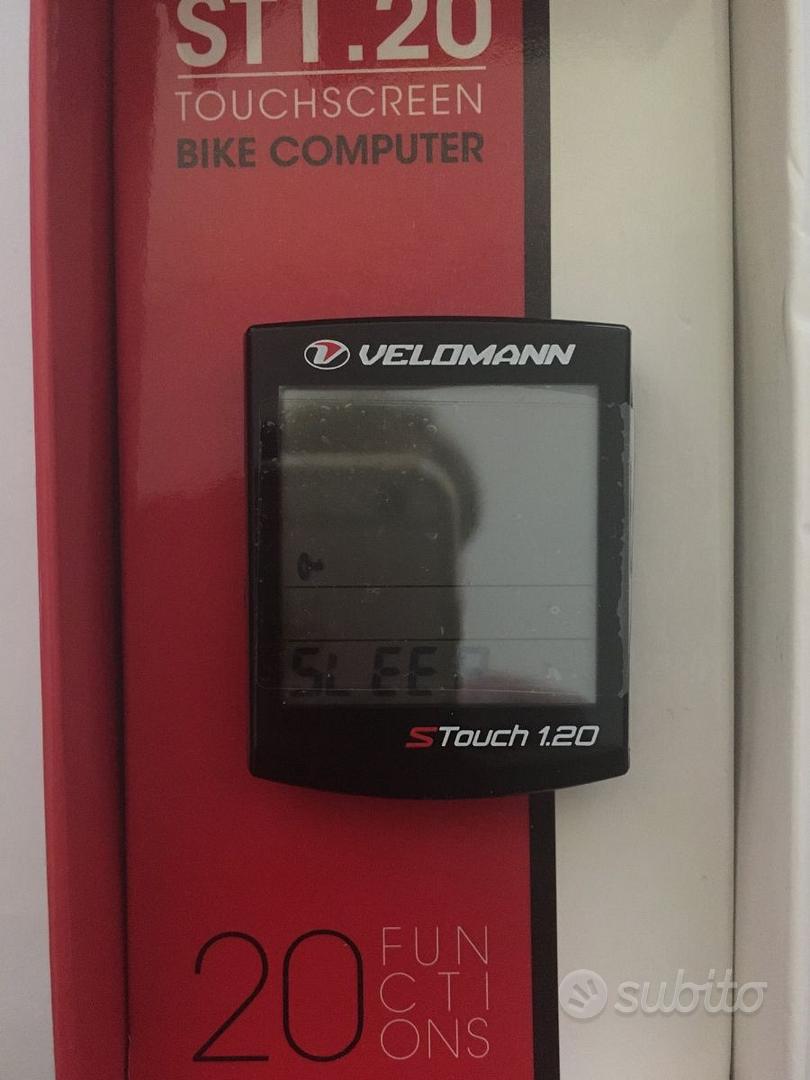 ST1.20
TOUCHSCREEN
BIKE COMPUTER
VELOMANN
SLEEP
STouch 1.20
20
FUN
CTI
ONS
subito